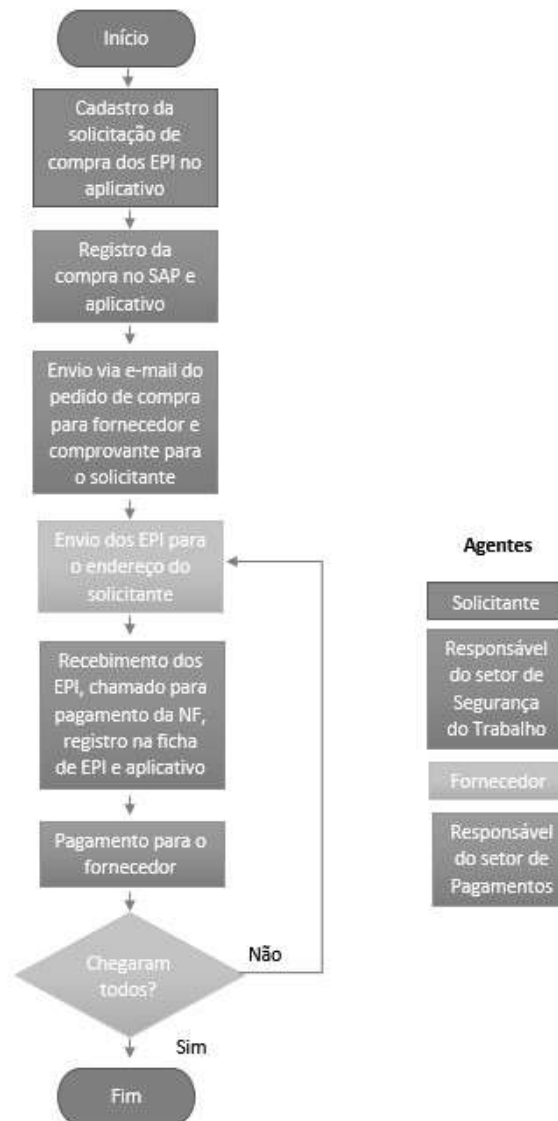 Início
Cadastro da
solicitação de
compra dos EPI no
aplicativo
Registro da
compra no SAP e
aplicativo
Envio via e-mail do
pedido de compra
para fornecedor e
comprovante para
o solicitante
Envio dos EPI para
o endereço do
solicitante
Recebimento dos
EPI, chamado para
pagamento da NF,
registro na ficha
de EPI e aplicativo
Pagamento para o
fornecedor
Chegaram
todos?
Não
Sim
Fim
Agentes
Solicitante
Responsável
do setor de
Segurança
do Trabalho
Fornecedor
Responsável
do setor de
Pagamentos